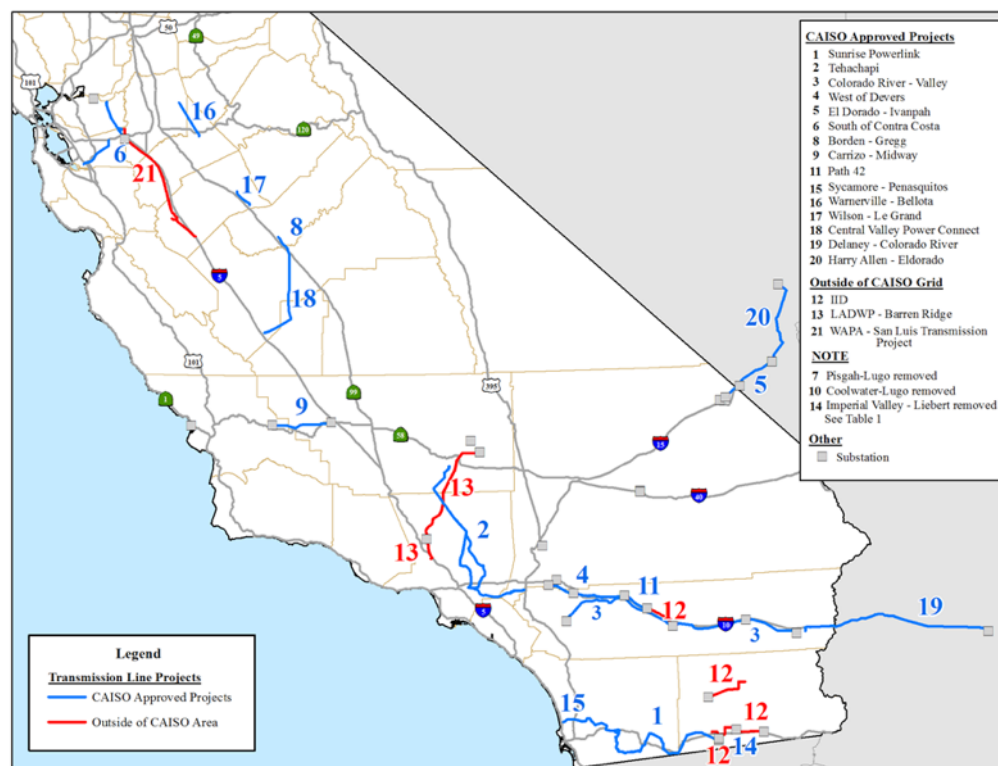 CAISO Approved Projects
1 Sunrise Powerlink
2 Tehachapi
3 Colorado River - Valley
4 West of Devers
5 El Dorado - Ivanpah
6 South of Contra Costa
8 Borden - Gregg
9 Carrizo - Midway
11 Path 42
15 Sycamore - Penasquitos
16 Warnerville - Bellota
17 Wilson - Le Grand
18 Central Valley Power Connect
19 Delaney - Colorado River
20 Harry Allen - Eldorado
Outside of CAISO Grid
12 IID
13 LADWP - Barren Ridge
21 WAPA - San Luis Transmission
Project
NOTE
7 Pisgah-Lugo removed
10 Coolwater-Lugo removed
14 Imperial Valley - Liebert removed
See Table 1
Other
Substation
50
49
101
16
120
6
21
17
8
5
18
20
101
5
395
99
1
9
58
15
13
40
2
13
4
11
5
3
12
10
3
19
12
15
1
12
12
14
Legend
Transmission Line Projects
CAISO Approved Projects
Outside of CAISO Area